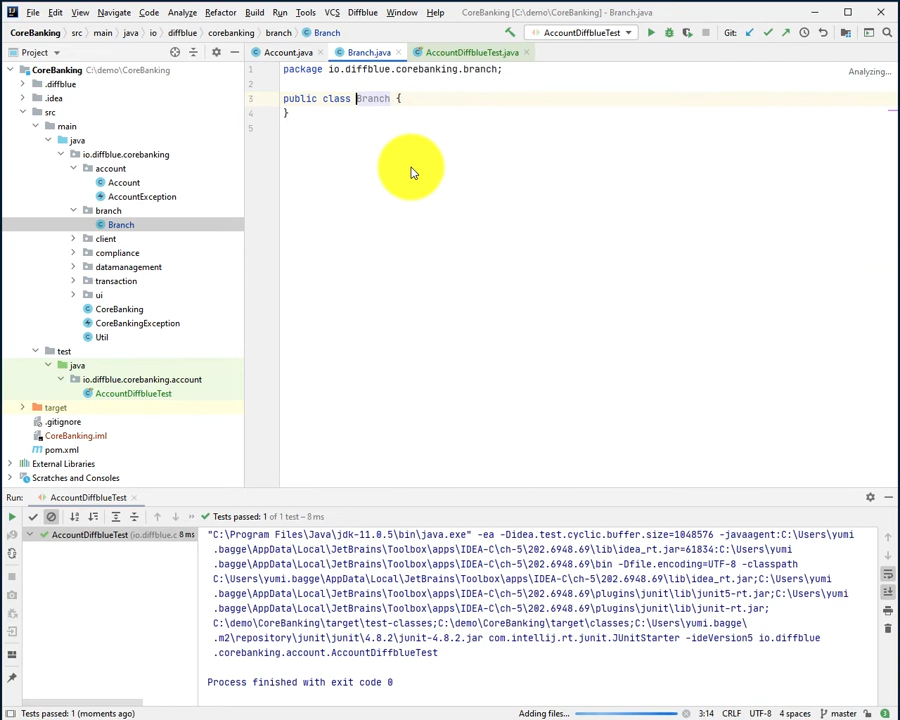 File Edit View Navigate Code Analyze Refactor Build Run Tools VCS Diffblue Window Help CoreBanking [C:\demo\CoreBanking] - Branch.java
CoreBanking src main java io diffblue corebanking branch Branch AccountDiffblueTest Git:
Project Account.java Branch.java AccountDiffblueTest.java
CoreBanking C:\demo\CoreBanking
.diffblue
.idea
src
main
java
io.diffblue.corebanking
account
Account
AccountException
branch
Branch
client
compliance
datamanagement
transaction
ui
CoreBanking
CoreBankingException
Util
test
java
io.diffblue.corebanking.account
AccountDiffblueTest
target
.gitignore
CoreBanking.iml
pom.xml
External Libraries
Scratches and Consoles
1 package io.diffblue.corebanking.branch;
Analyzing...
2
3 public class Branch {
4 }
5
Run: AccountDiffblueTest
Tests passed: 1 of 1 test – 8 ms
AccountDiffblueTest (io.diffblue.c 8 ms
"C:\Program Files\Java\jdk-11.0.5\bin\java.exe" -ea -Didea.test.cyclic.buffer.size=1048576 -javaagent:C:\Users\yumi
.bagge\AppData\Local\JetBrains\Toolbox\apps\IDEA-C\ch-5\202.6948.69\lib\idea_rt.jar=61834:C:\Users\yumi
.bagge\AppData\Local\JetBrains\Toolbox\apps\IDEA-C\ch-5\202.6948.69\bin -Dfile.encoding=UTF-8 -classpath
C:\Users\yumi.bagge\AppData\Local\JetBrains\Toolbox\apps\IDEA-C\ch-5\202.6948.69\lib\idea_rt.jar;C:\Users\yumi
.bagge\AppData\Local\JetBrains\Toolbox\apps\IDEA-C\ch-5\202.6948.69\plugins\junit\lib\junit5-rt.jar;C:\Users\yumi
.bagge\AppData\Local\JetBrains\Toolbox\apps\IDEA-C\ch-5\202.6948.69\plugins\junit\lib\junit-rt.jar;
C:\demo\CoreBanking\target\test-classes;C:\demo\CoreBanking\target\classes;C:\Users\yumi.bagge\
.m2\repository\junit\junit\4.8.2\junit-4.8.2.jar com.intellij.rt.junit.JUnitStarter -ideVersion5 io.diffblue
.corebanking.account.AccountDiffblueTest
Process finished with exit code 0
Tests passed: 1 (moments ago) Adding files... 3:14 CRLF UTF-8 4 spaces master